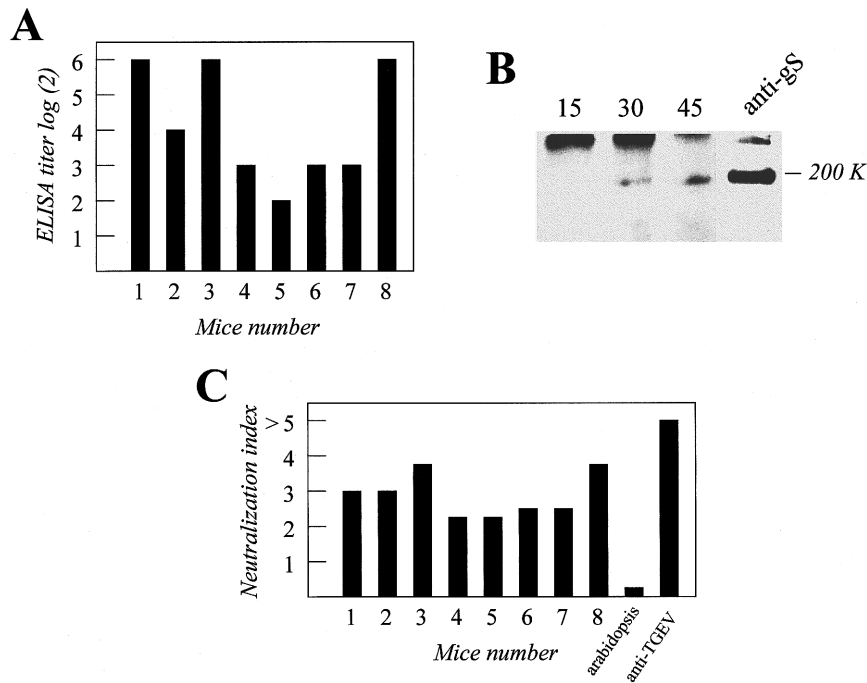 A
ELISA titer log (2)
6
5
4
3
2
1
1 2 3 4 5 6 7 8
Mice number
B
15 30 45 anti-gS
200 K
C
Neutralization index
>5
4
3
2
1
1 2 3 4 5 6 7 8 arabidopsis anti-TGEV
Mice number